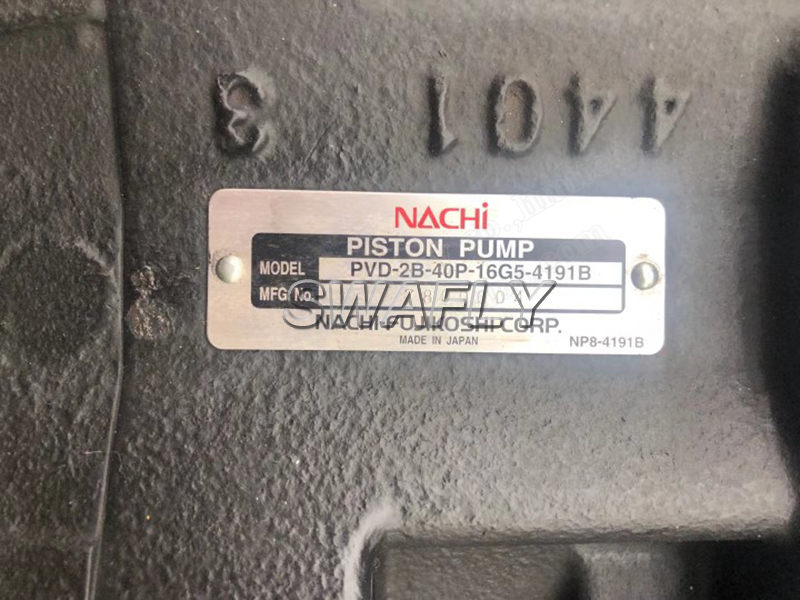 3 4401
NACHi
PISTON PUMP
MODEL PVD-2B-40P-16G5-4191B
MFG No.
SWAFLY
NACHI-FUJIKOSHI CORP.
MADE IN JAPAN
NP8-4191B